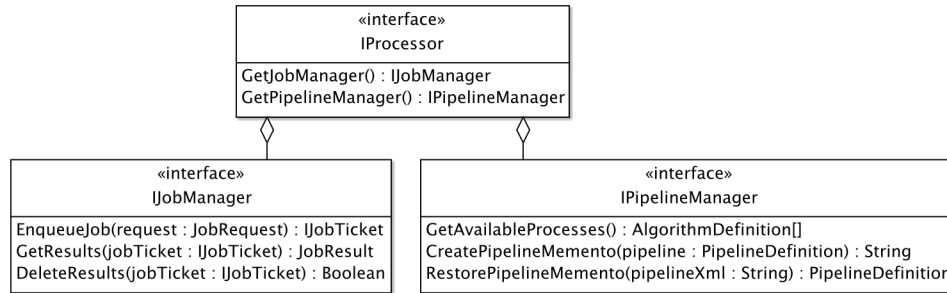 «interface»
IProcessor
GetJobManager() : IJobManager
GetPipelineManager() : IPipelineManager
«interface»
IJobManager
EnqueueJob(request : JobRequest) : IJobTicket
GetResults(jobTicket : IJobTicket) : JobResult
DeleteResults(jobTicket : IJobTicket) : Boolean
«interface»
IPipelineManager
GetAvailableProcesses() : AlgorithmDefinition[]
CreatePipelineMemento(pipeline : PipelineDefinition) : String
RestorePipelineMemento(pipelineXml : String) : PipelineDefinition